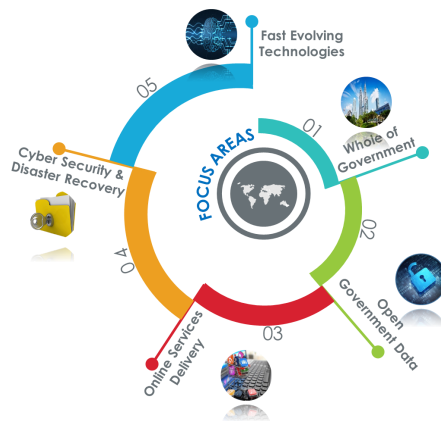 FOCUS AREAS
01
Whole of
Government
02
Open
Government Data
03
Online Services
Delivery
04
Cyber Security &
Disaster Recovery
05
Fast Evolving
Technologies